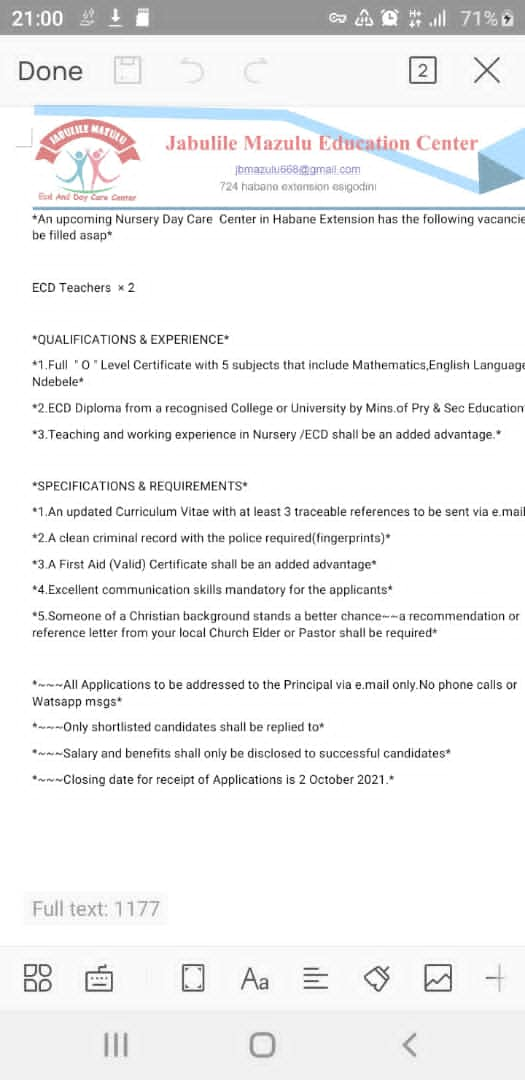 21:00
71%
Done
2
JABULILE MAZULU
Ecd And Day Care Center
Jabulile Mazulu Education Center
jbmazulu668@gmail.com
724 habane extension esigodini
*An upcoming Nursery Day Care Center in Habane Extension has the following vacancie
be filled asap*
ECD Teachers × 2
*QUALIFICATIONS & EXPERIENCE*
*1.Full "O" Level Certificate with 5 subjects that include Mathematics,English Language
Ndebele*
*2.ECD Diploma from a recognised College or University by Mins.of Pry & Sec Education
*3.Teaching and working experience in Nursery /ECD shall be an added advantage.*
*SPECIFICATIONS & REQUIREMENTS*
*1.An updated Curriculum Vitae with at least 3 traceable references to be sent via e.mail
*2.A clean criminal record with the police required(fingerprints)*
*3.A First Aid (Valid) Certificate shall be an added advantage*
*4.Excellent communication skills mandatory for the applicants*
*5.Someone of a Christian background stands a better chance~~a recommendation or
reference letter from your local Church Elder or Pastor shall be required*
*~~~All Applications to be addressed to the Principal via e.mail only.No phone calls or
Watsapp msgs*
*~~~Only shortlisted candidates shall be replied to*
*~~~Salary and benefits shall only be disclosed to successful candidates*
*~~~Closing date for receipt of Applications is 2 October 2021.*
Full text: 1177
Aa